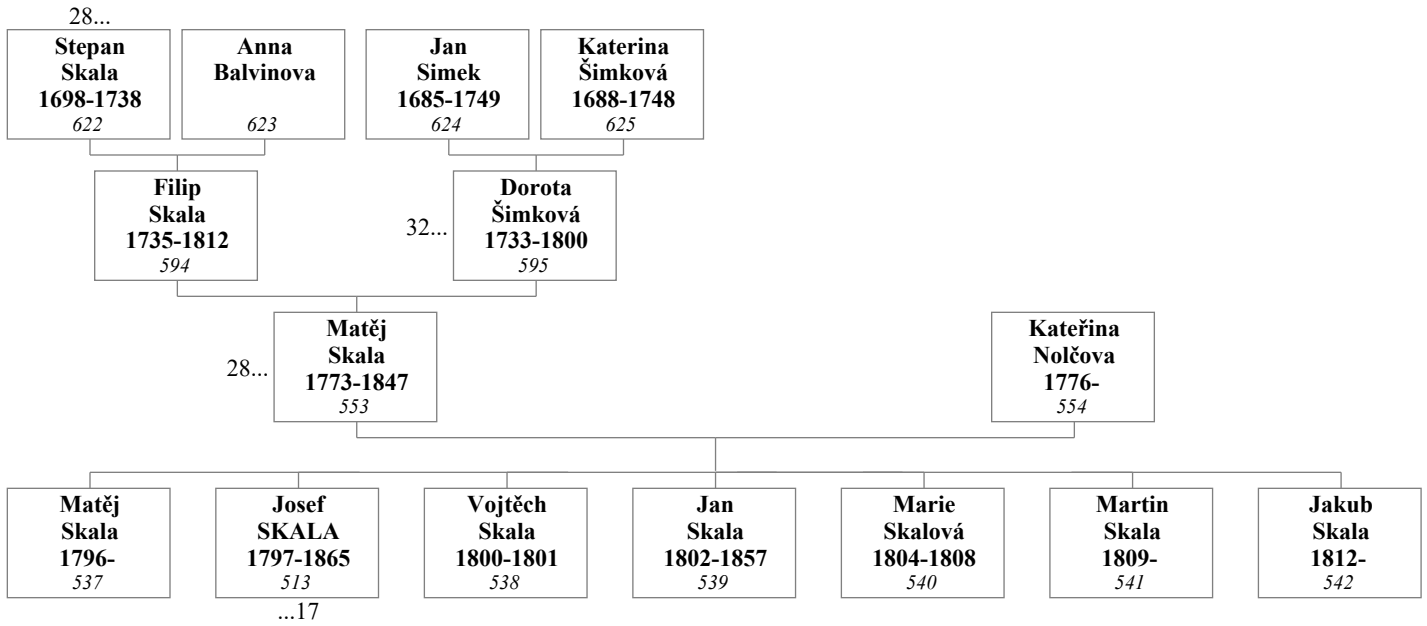 28...
Stepan
Skala
1698-1738
622
Anna
Balvinova
623
Jan
Simek
1685-1749
624
Katerina
Šimková
1688-1748
625
Filip
Skala
1735-1812
594
32...
Dorota
Šimková
1733-1800
595
28...
Matěj
Skala
1773-1847
553
Kateřina
Nolčova
1776-
554
Matěj
Skala
1796-
537
Josef
SKALA
1797-1865
513
...17
Vojtěch
Skala
1800-1801
538
Jan
Skala
1802-1857
539
Marie
Skalová
1804-1808
540
Martin
Skala
1809-
541
Jakub
Skala
1812-
542